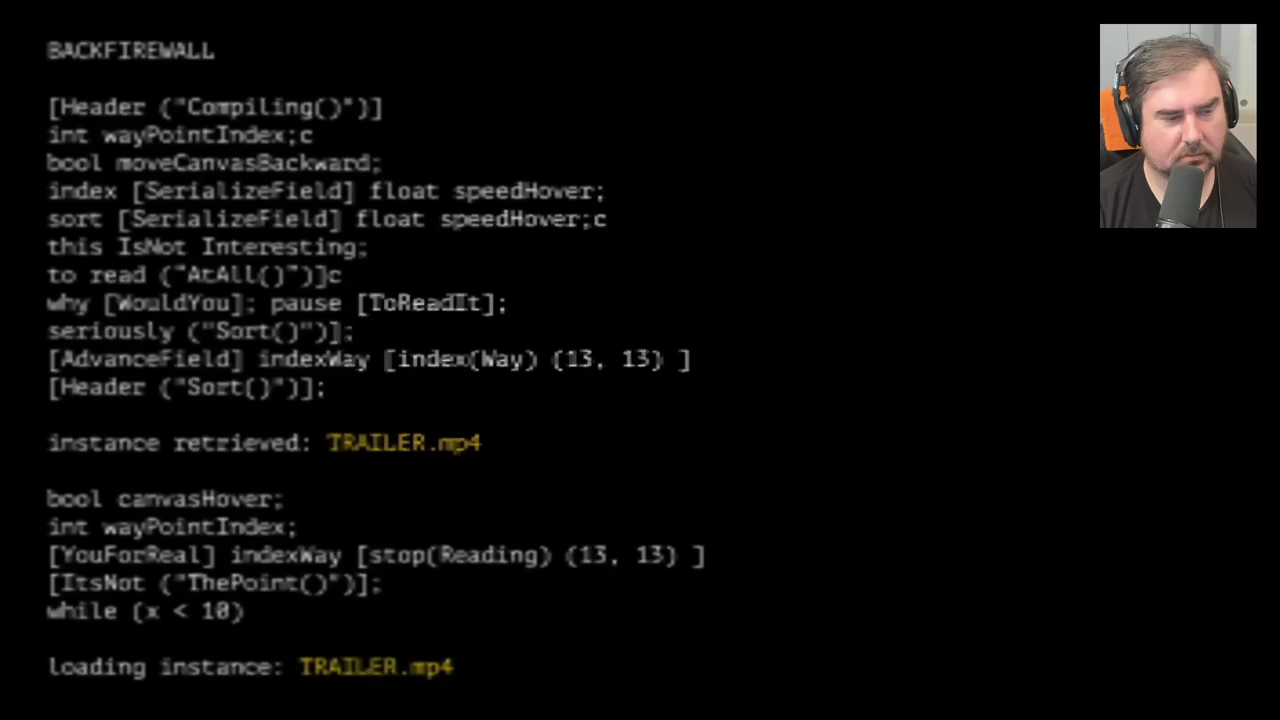 BACKFIREWALL
[Header ("Compiling()")]
int wayPointIndex;c
bool moveCanvasBackward;
index [SerializeField] float speedHover;
sort [SerializeField] float speedHover;c
this IsNot Interesting;
to read ("AtAll()")]c
why [WouldYou]; pause [ToReadIt];
seriously ("Sort()")];
[AdvanceField] indexWay [index(Way) (13, 13) ]
[Header ("Sort()")];
instance retrieved: TRAILER.mp4
bool canvasHover;
int wayPointIndex;
[YouForReal] indexWay [stop(Reading) (13, 13) ]
[ItsNot ("ThePoint()")];
while (x < 10)
loading instance: TRAILER.mp4